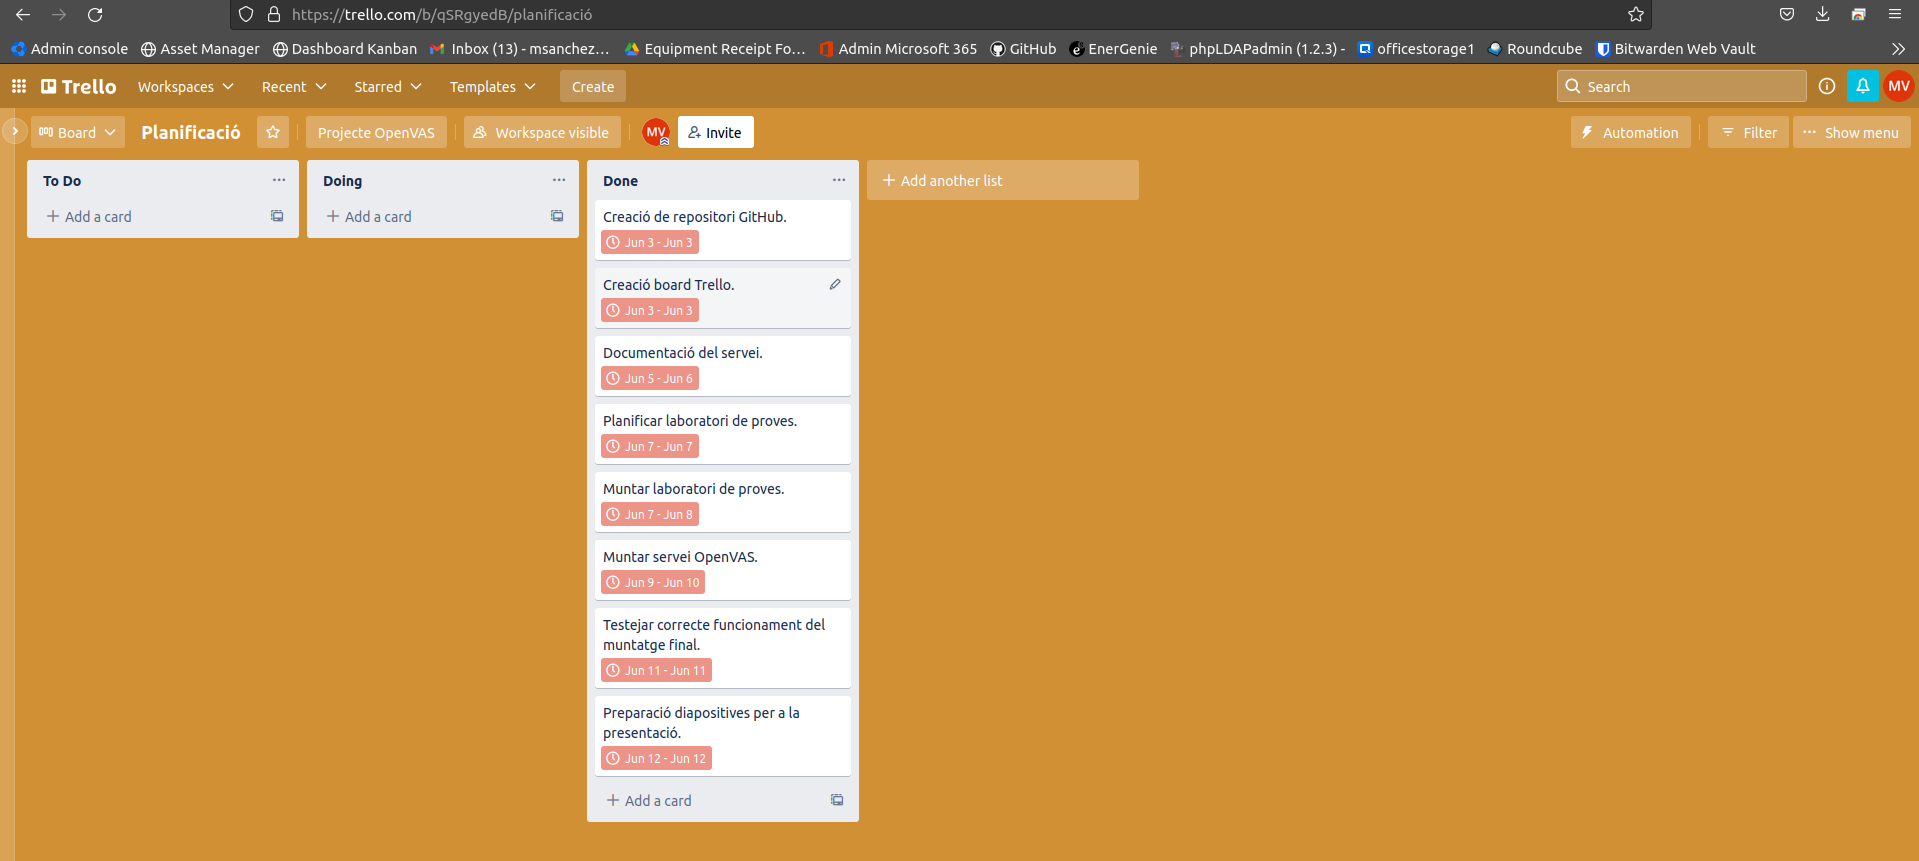 https://trello.com/b/qSRgyedB/planificació
Admin console Asset Manager Dashboard Kanban Inbox (13) - msanchez... Equipment Receipt Fo... Admin Microsoft 365 GitHub EnerGenie phpLDAPadmin (1.2.3) - officestorage1 Roundcube Bitwarden Web Vault
Trello Workspaces Recent Starred Templates Create Search MV
Board Planificació Projecte OpenVAS Workspace visible MV Invite Automation Filter Show menu
To Do
Add a card
Doing
Add a card
Done
Creació de repositori GitHub.
Jun 3 - Jun 3
Creació board Trello.
Jun 3 - Jun 3
Documentació del servei.
Jun 5 - Jun 6
Planificar laboratori de proves.
Jun 7 - Jun 7
Muntar laboratori de proves.
Jun 7 - Jun 8
Muntar servei OpenVAS.
Jun 9 - Jun 10
Testejar correcte funcionament del
muntatge final.
Jun 11 - Jun 11
Preparació diapositives per a la
presentació.
Jun 12 - Jun 12
Add a card
Add another list